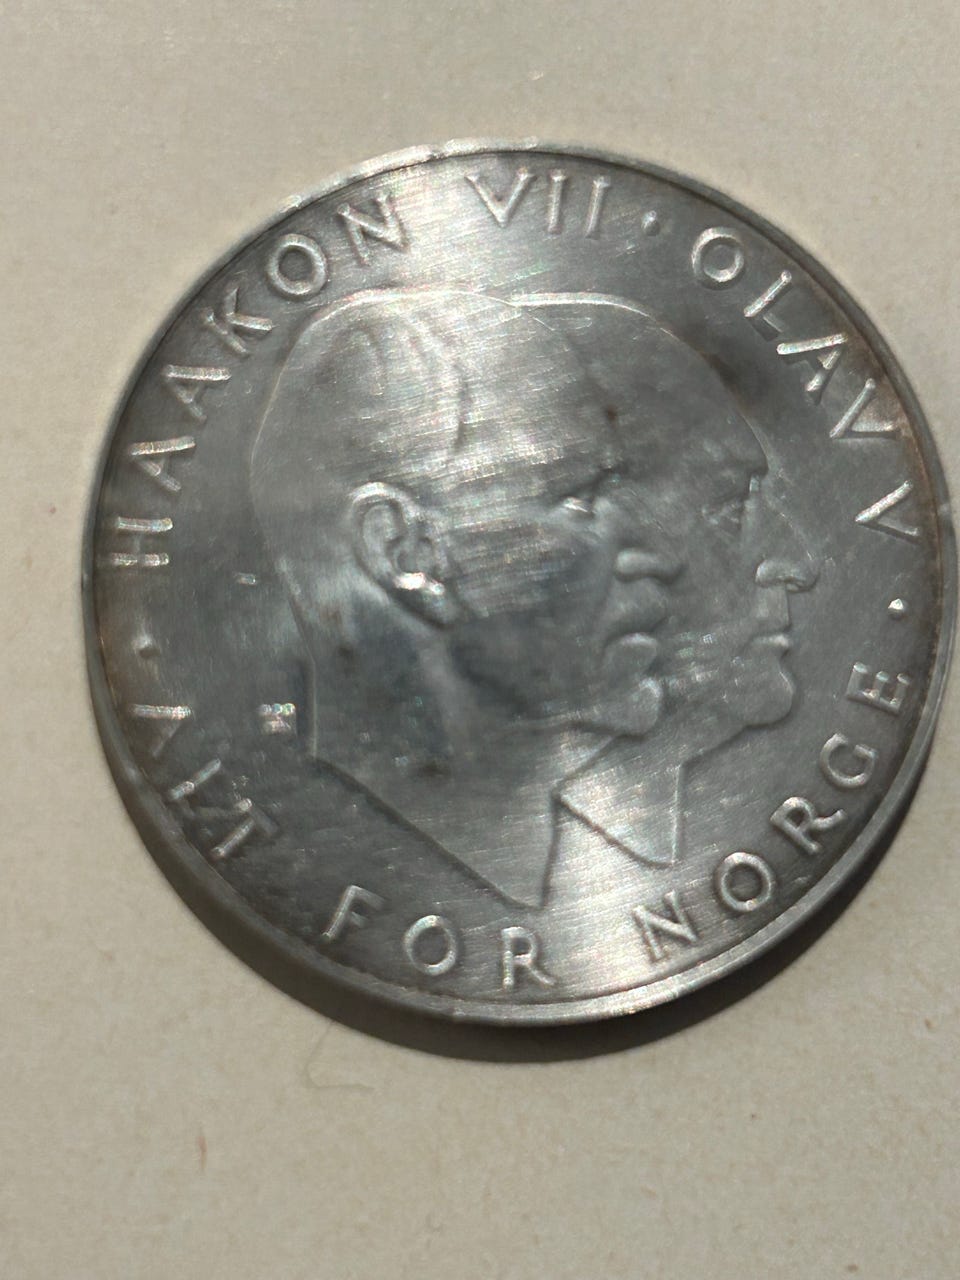 HAAKON VII · OLAV V ·
ALT FOR NORGE ·